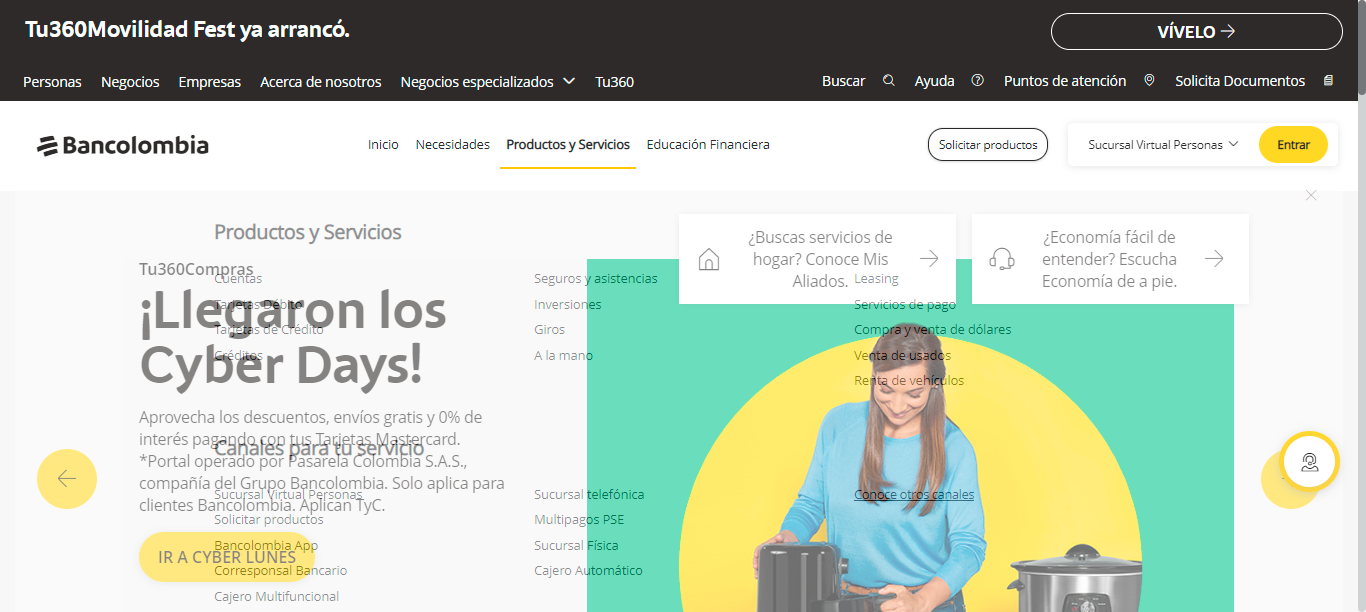 Tu360Movilidad Fest ya arrancó.
VÍVELO
Personas Negocios Empresas Acerca de nosotros Negocios especializados Tu360
Buscar Ayuda Puntos de atención Solicita Documentos
Bancolombia
Inicio Necesidades Productos y Servicios Educación Financiera
Solicitar productos
Sucursal Virtual Personas
Entrar
Productos y Servicios
Cuentas
Tarjetas Débito
Tarjetas de Crédito
Créditos
Seguros y asistencias
Inversiones
Giros
A la mano
Leasing
Servicios de pago
Compra y venta de dólares
Venta de usados
Renta de vehículos
¿Buscas servicios de
hogar? Conoce Mis
Aliados.
¿Economía fácil de
entender? Escucha
Economía de a pie.
Tu360Compras
¡Llegaron los
Cyber Days!
Aprovecha los descuentos, envíos gratis y 0% de
interés pagando con tus Tarjetas Mastercard.
*Portal operado por Pasarela Colombia S.A.S.,
compañía del Grupo Bancolombia. Solo aplica para
clientes Bancolombia. Aplican TyC.
IR A CYBER LUNES
Canales para tu servicio
Sucursal Virtual Personas
Solicitar productos
Bancolombia App
Corresponsal Bancario
Cajero Multifuncional
Sucursal telefónica
Multipagos PSE
Sucursal Física
Cajero Automático
Conoce otros canales